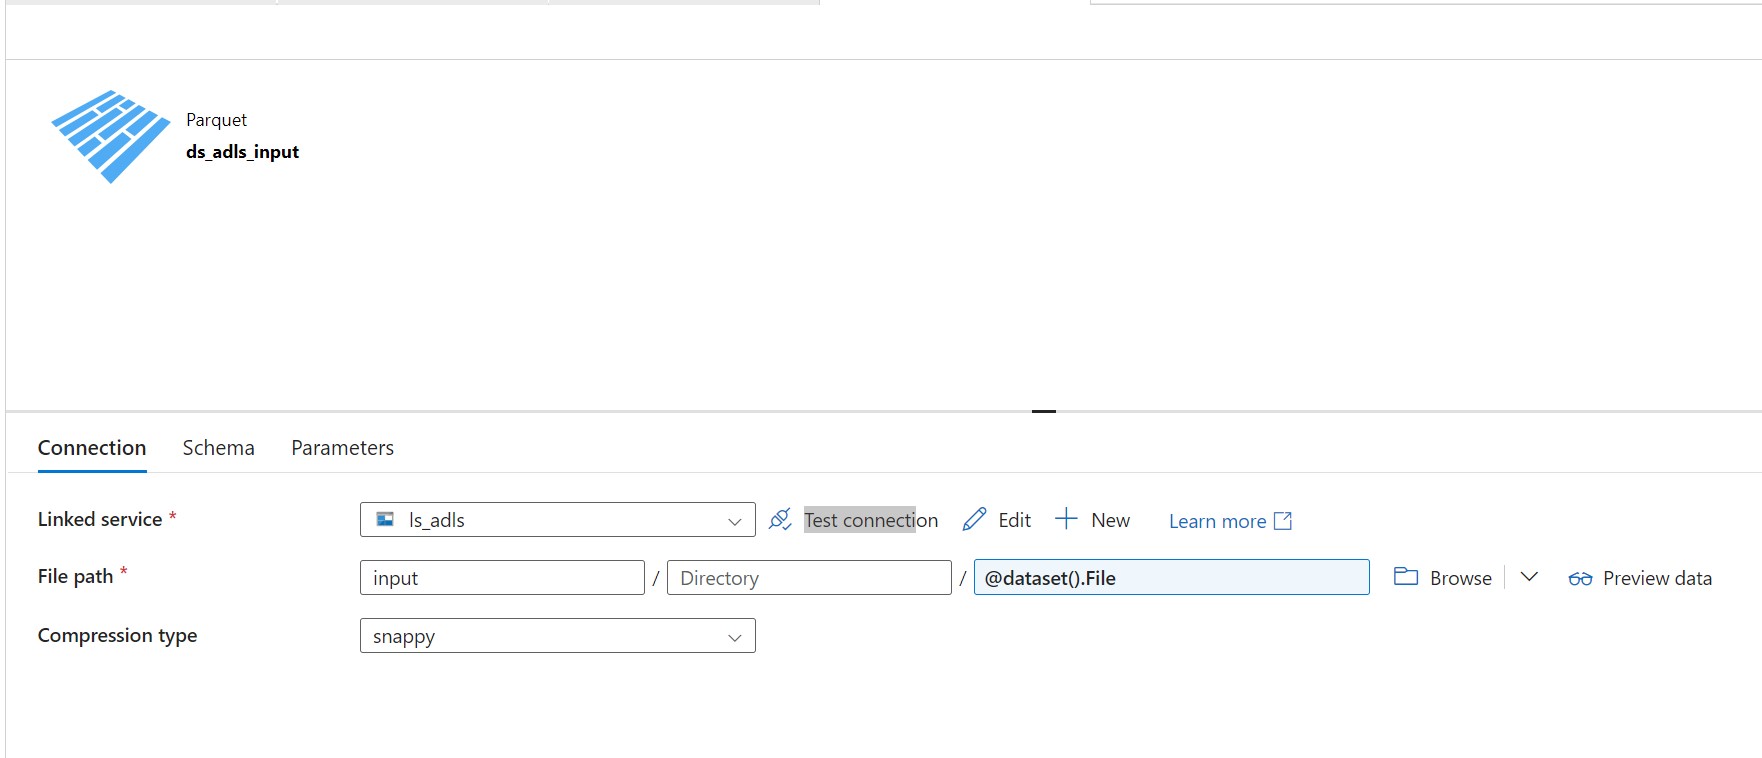 Parquet
ds_adls_input
Connection Schema Parameters
Linked service * ls_adls Test connection Edit New Learn more
File path * input / Directory / @dataset().File Browse Preview data
Compression type snappy